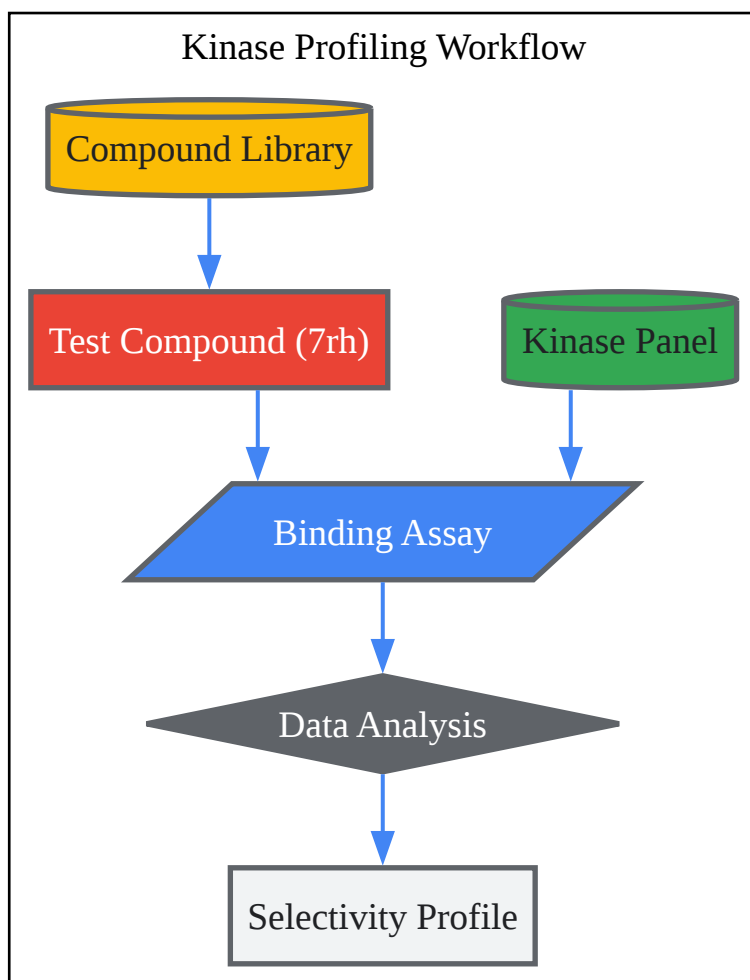 Kinase Profiling Workflow
Compound Library
Test Compound (7rh)
Kinase Panel
Binding Assay
Data Analysis
Selectivity Profile